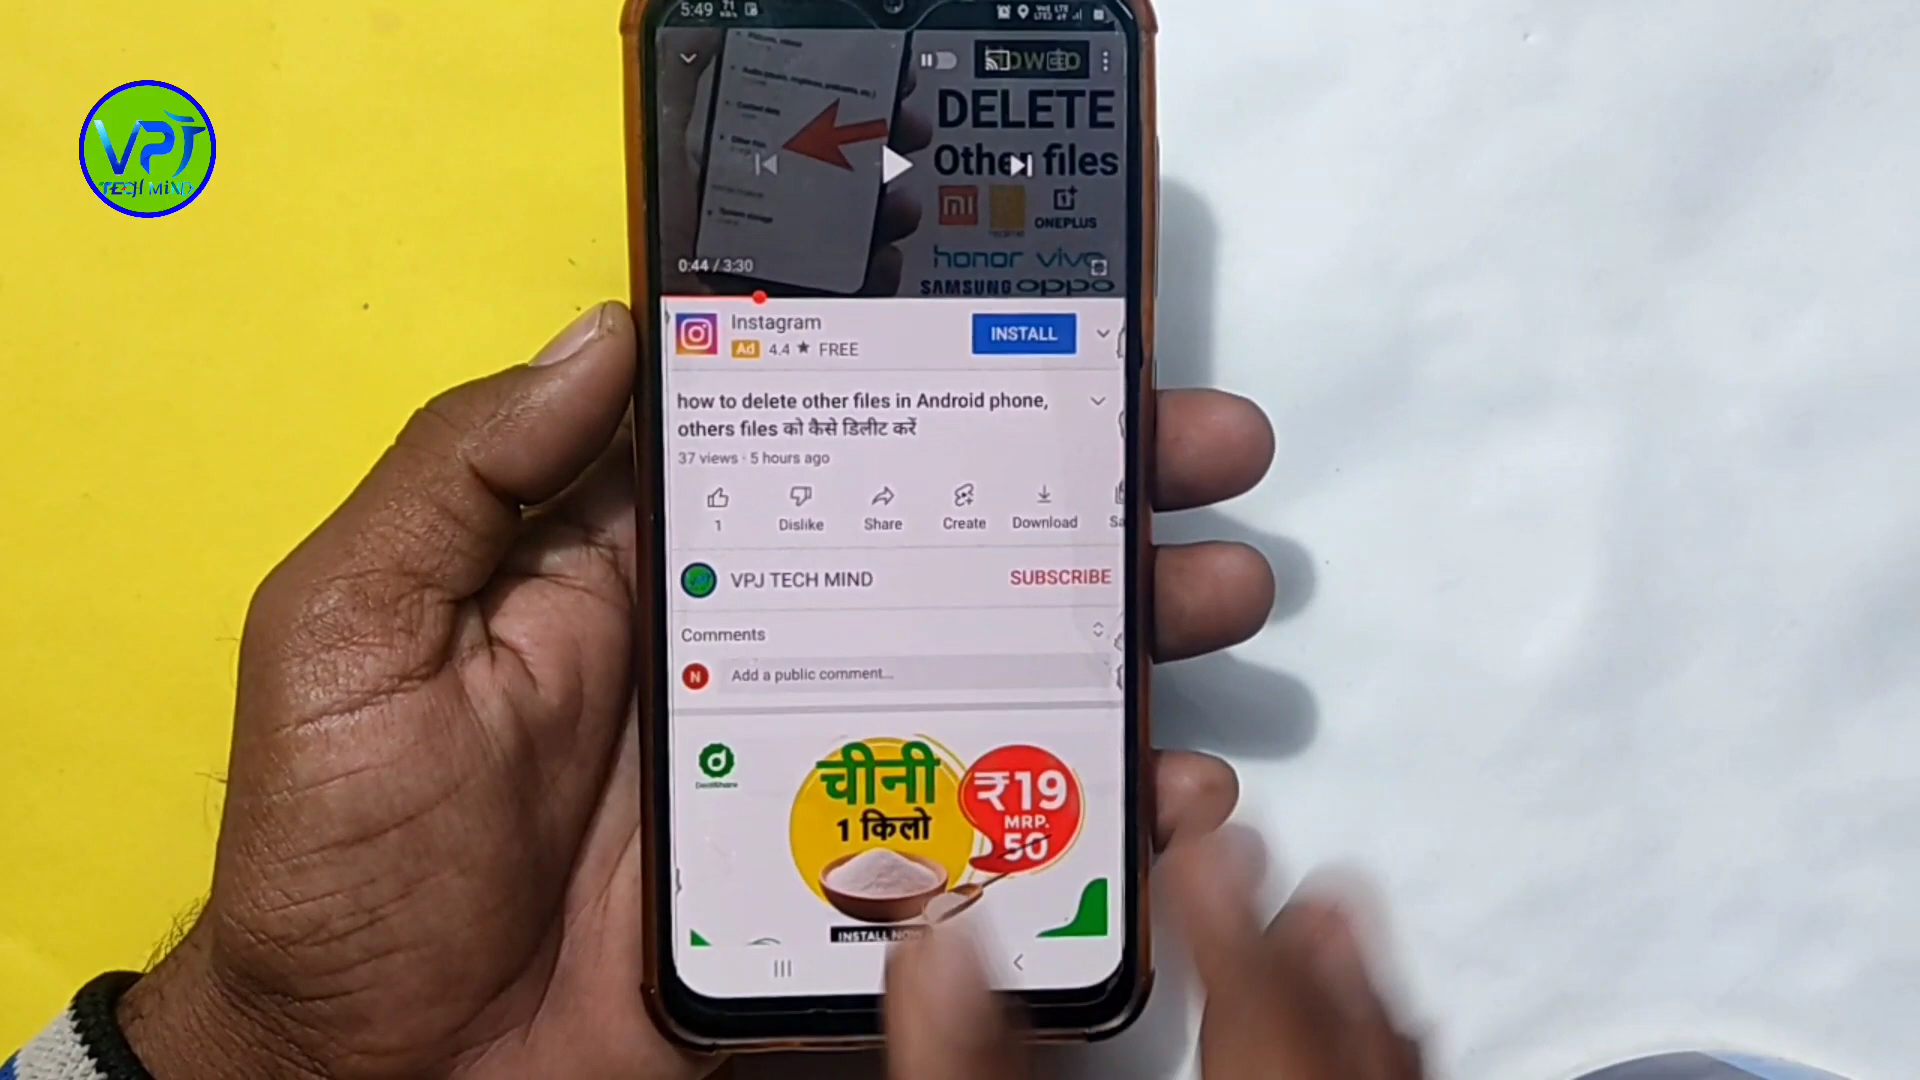 VPJ
TECH MiND
5:49
DELETE
Other files
mi
ONEPLUS
honor vivo
SAMSUNG oppo
0:44 / 3:30
Instagram
Ad 4.4 ★ FREE
INSTALL
how to delete other files in Android phone,
others files को कैसे डिलीट करें
37 views · 5 hours ago
1
Dislike
Share
Create
Download
VPJ TECH MIND
SUBSCRIBE
Comments
N
Add a public comment...
चीनी
1 किलो
₹19
MRP.
50
INSTALL NOW